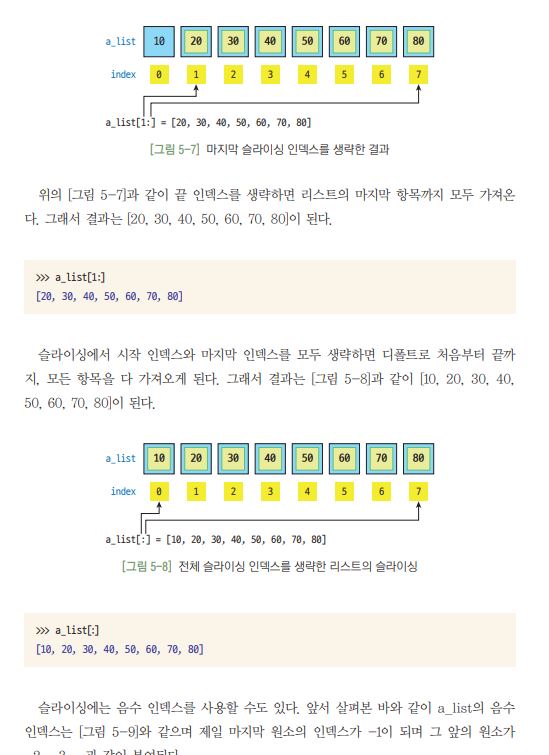 a_list 10 20 30 40 50 60 70 80
index 0 1 2 3 4 5 6 7
a_list[1:] = [20, 30, 40, 50, 60, 70, 80]
[그림 5-7] 마지막 슬라이싱 인덱스를 생략한 결과
위의 [그림 5-7]과 같이 끝 인덱스를 생략하면 리스트의 마지막 항목까지 모두 가져온
다. 그래서 결과는 [20, 30, 40, 50, 60, 70, 80]이 된다.
>>> a_list[1:]
[20, 30, 40, 50, 60, 70, 80]
슬라이싱에서 시작 인덱스와 마지막 인덱스를 모두 생략하면 디폴트로 처음부터 끝까
지, 모든 항목을 다 가져오게 된다. 그래서 결과는 [그림 5-8]과 같이 [10, 20, 30, 40,
50, 60, 70, 80]이 된다.
a_list 10 20 30 40 50 60 70 80
index 0 1 2 3 4 5 6 7
a_list[:] = [10, 20, 30, 40, 50, 60, 70, 80]
[그림 5-8] 전체 슬라이싱 인덱스를 생략한 리스트의 슬라이싱
>>> a_list[:]
[10, 20, 30, 40, 50, 60, 70, 80]
슬라이싱에는 음수 인덱스를 사용할 수도 있다. 앞서 살펴본 바와 같이 a_list의 음수
인덱스는 [그림 5-9]와 같으며 제일 마지막 원소의 인덱스가 -1이 되며 그 앞의 원소가